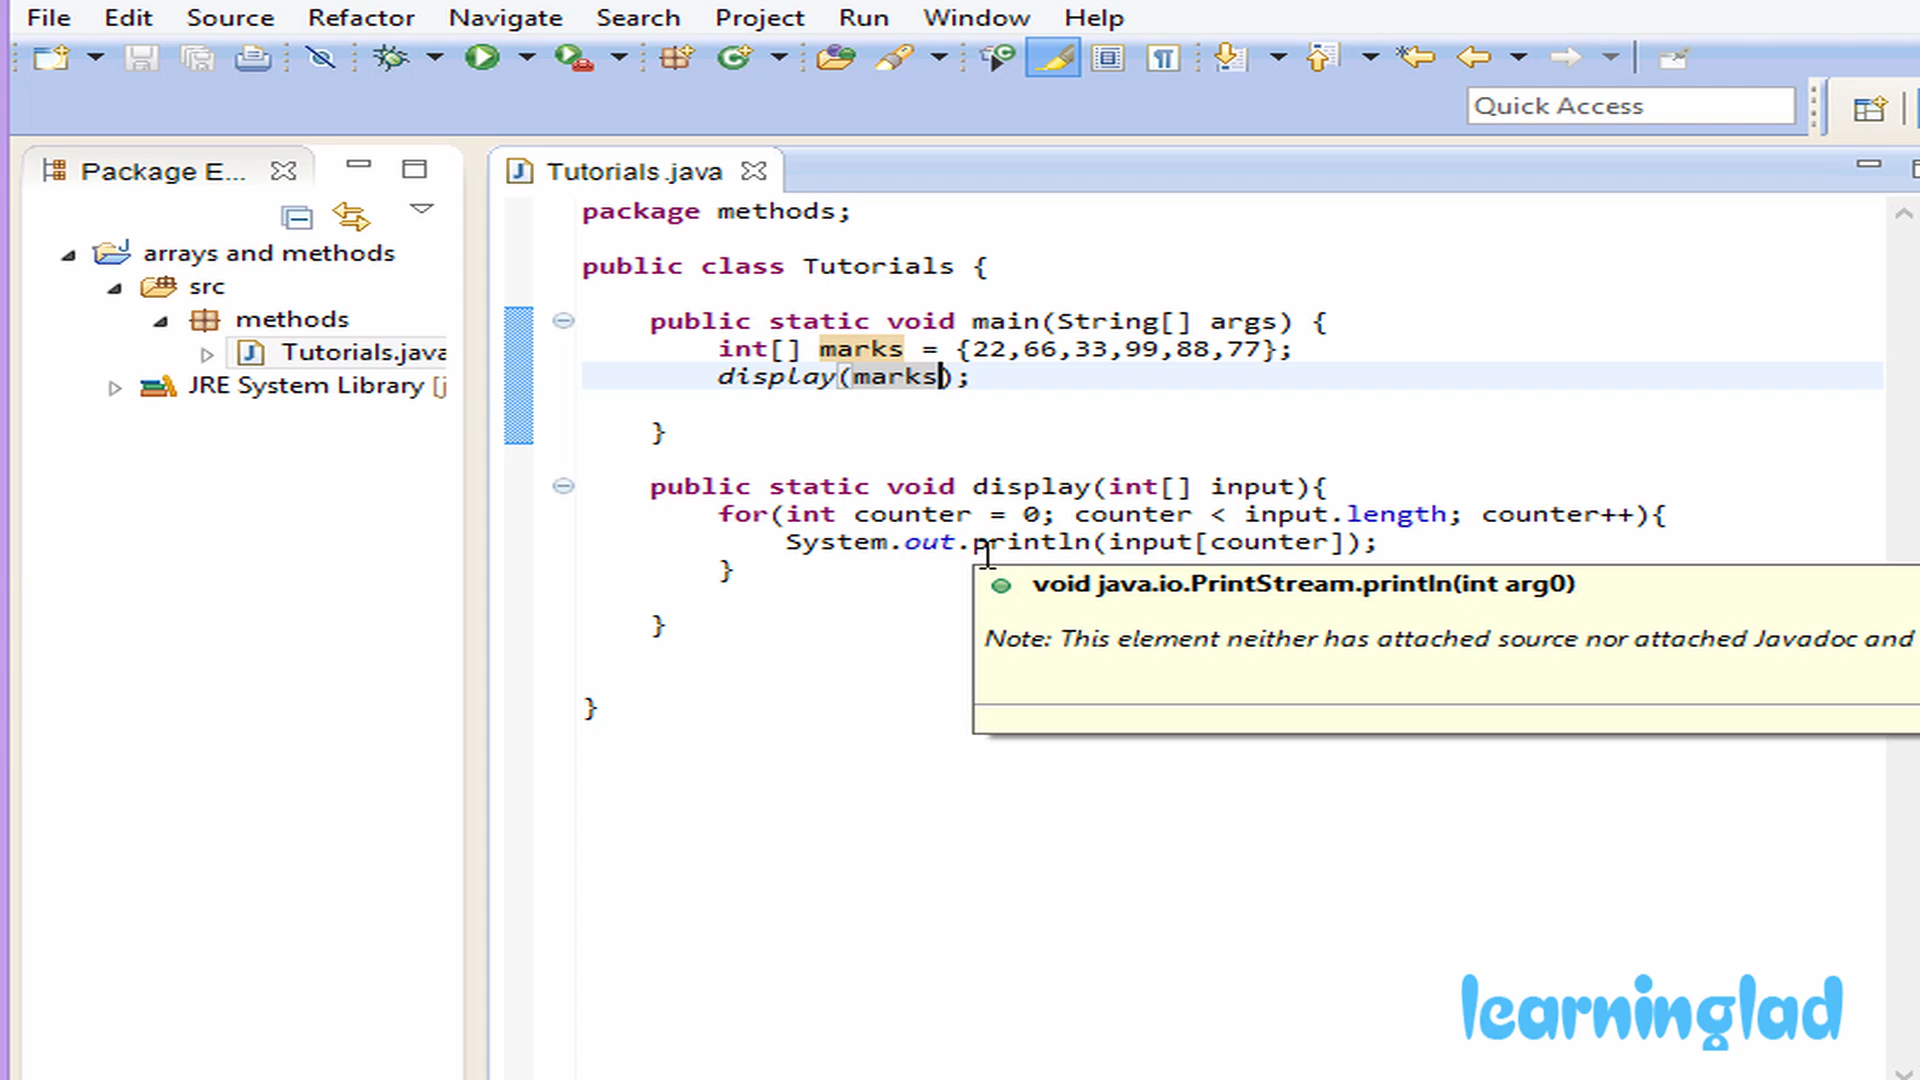 File Edit Source Refactor Navigate Search Project Run Window Help
Quick Access
Package E...
arrays and methods
src
methods
Tutorials.java
JRE System Library [j
Tutorials.java
package methods;
public class Tutorials {
public static void main(String[] args) {
int[] marks = {22,66,33,99,88,77};
display(marks);
}
public static void display(int[] input){
for(int counter = 0; counter < input.length; counter++){
System.out.println(input[counter]);
}
}
}
void java.io.PrintStream.println(int arg0)
Note: This element neither has attached source nor attached Javadoc and
learninglad